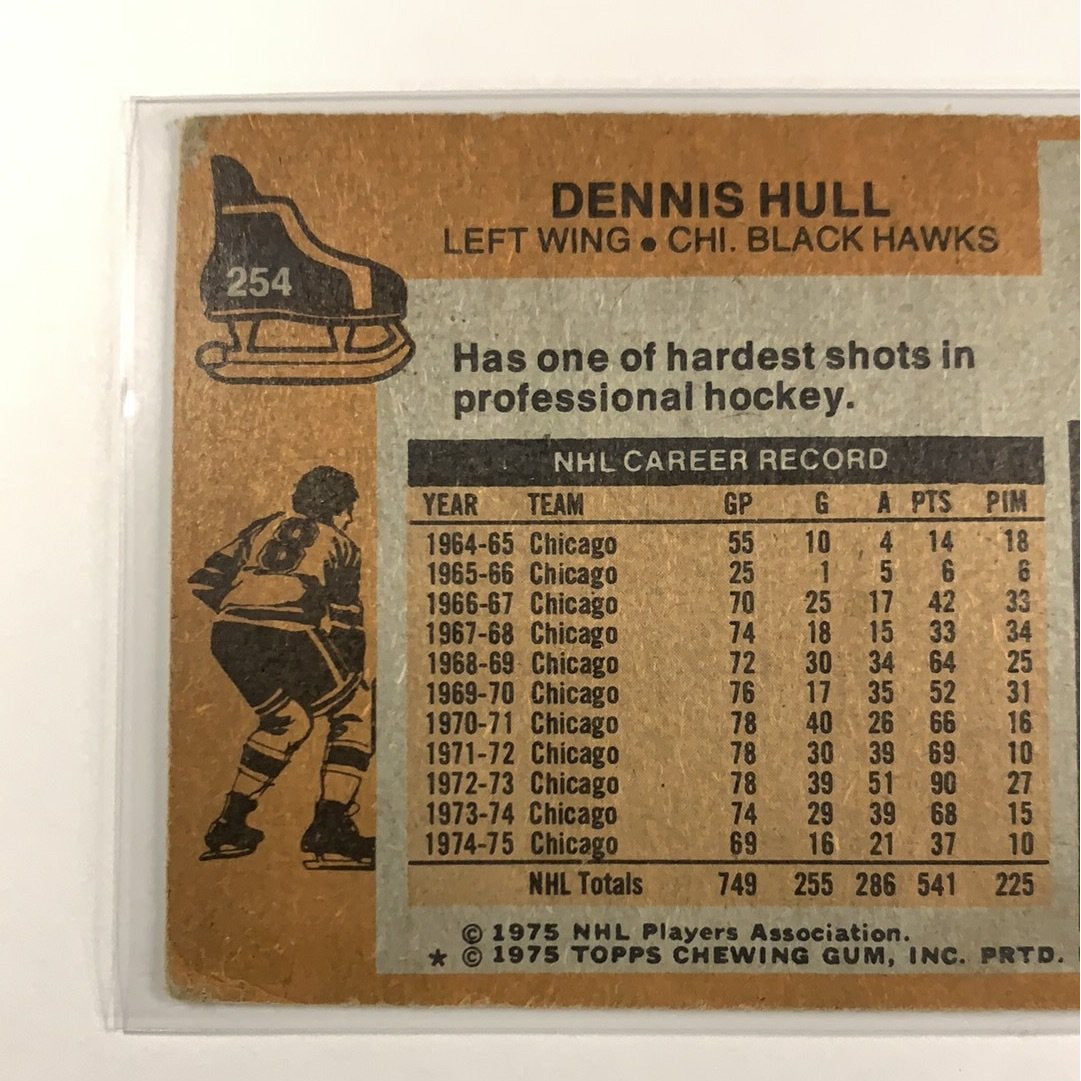 DENNIS HULL
LEFT WING • CHI. BLACK HAWKS
254
Has one of hardest shots in
professional hockey.
NHL CAREER RECORD
YEAR TEAM GP G A PTS PIM
1964-65 Chicago 55 10 4 14 18
1965-66 Chicago 25 1 5 6 6
1966-67 Chicago 70 25 17 42 33
1967-68 Chicago 74 18 15 33 34
1968-69 Chicago 72 30 34 64 25
1969-70 Chicago 76 17 35 52 31
1970-71 Chicago 78 40 26 66 16
1971-72 Chicago 78 30 39 69 10
1972-73 Chicago 78 39 51 90 27
1973-74 Chicago 74 29 39 68 15
1974-75 Chicago 69 16 21 37 10
NHL Totals 749 255 286 541 225
© 1975 NHL Players Association.
* © 1975 TOPPS CHEWING GUM, INC. PRTD.